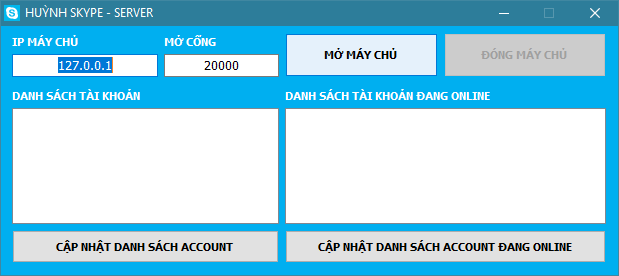 HUỲNH SKYPE - SERVER
IP MÁY CHỦ
MỞ CỔNG
127.0.0.1
20000
MỞ MÁY CHỦ
ĐÓNG MÁY CHỦ
DANH SÁCH TÀI KHOẢN
DANH SÁCH TÀI KHOẢN ĐANG ONLINE
CẬP NHẬT DANH SÁCH ACCOUNT
CẬP NHẬT DANH SÁCH ACCOUNT ĐANG ONLINE